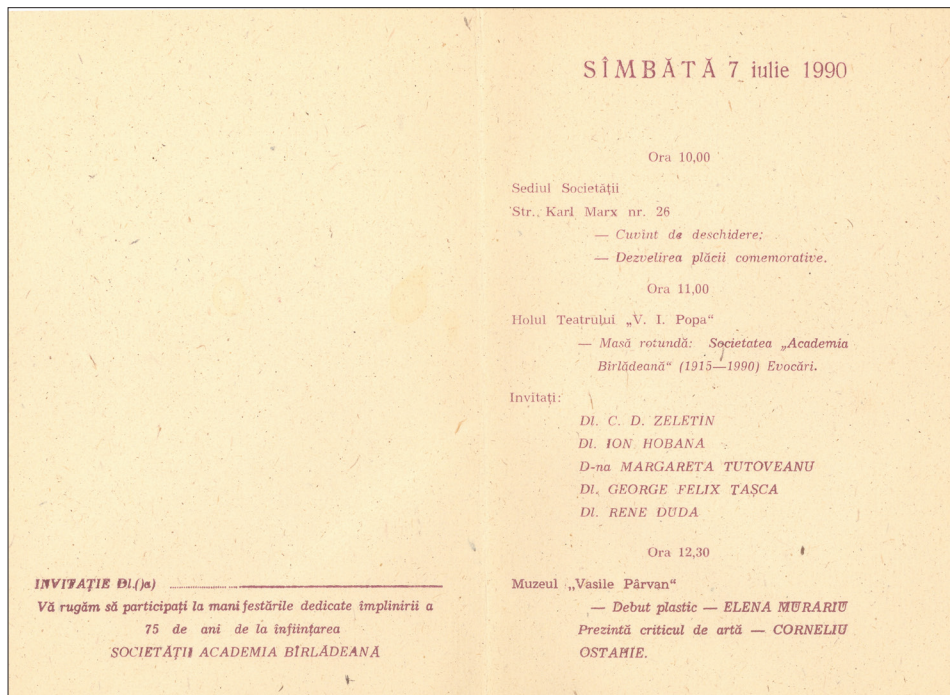 INVITAȚIE Dl.()a)
Vă rugăm să participați la manifestările dedicate împlinirii a
75 de ani de la înființarea
SOCIETĂȚII ACADEMIA BÎRLĂDEANĂ
SÎMBĂTĂ 7 iulie 1990
Ora 10,00
Sediul Societății
Str. Karl Marx nr. 26
— Cuvînt de deschidere;
— Dezvelirea plăcii comemorative.
Ora 11,00
Holul Teatrului „V. I. Popa“
— Masă rotundă: Societatea „Academia
Bîrlădeană“ (1915—1990) Evocări.
Invitați:
Dl. C. D. ZELETIN
Dl. ION HOBANA
D-na MARGARETA TUTOVEANU
Dl. GEORGE FELIX TAȘCA
Dl. RENE DUDA
Ora 12,30
Muzeul „Vasile Pârvan“
— Debut plastic — ELENA MURARIU
Prezintă criticul de artă — CORNELIU
OSTAHIE.